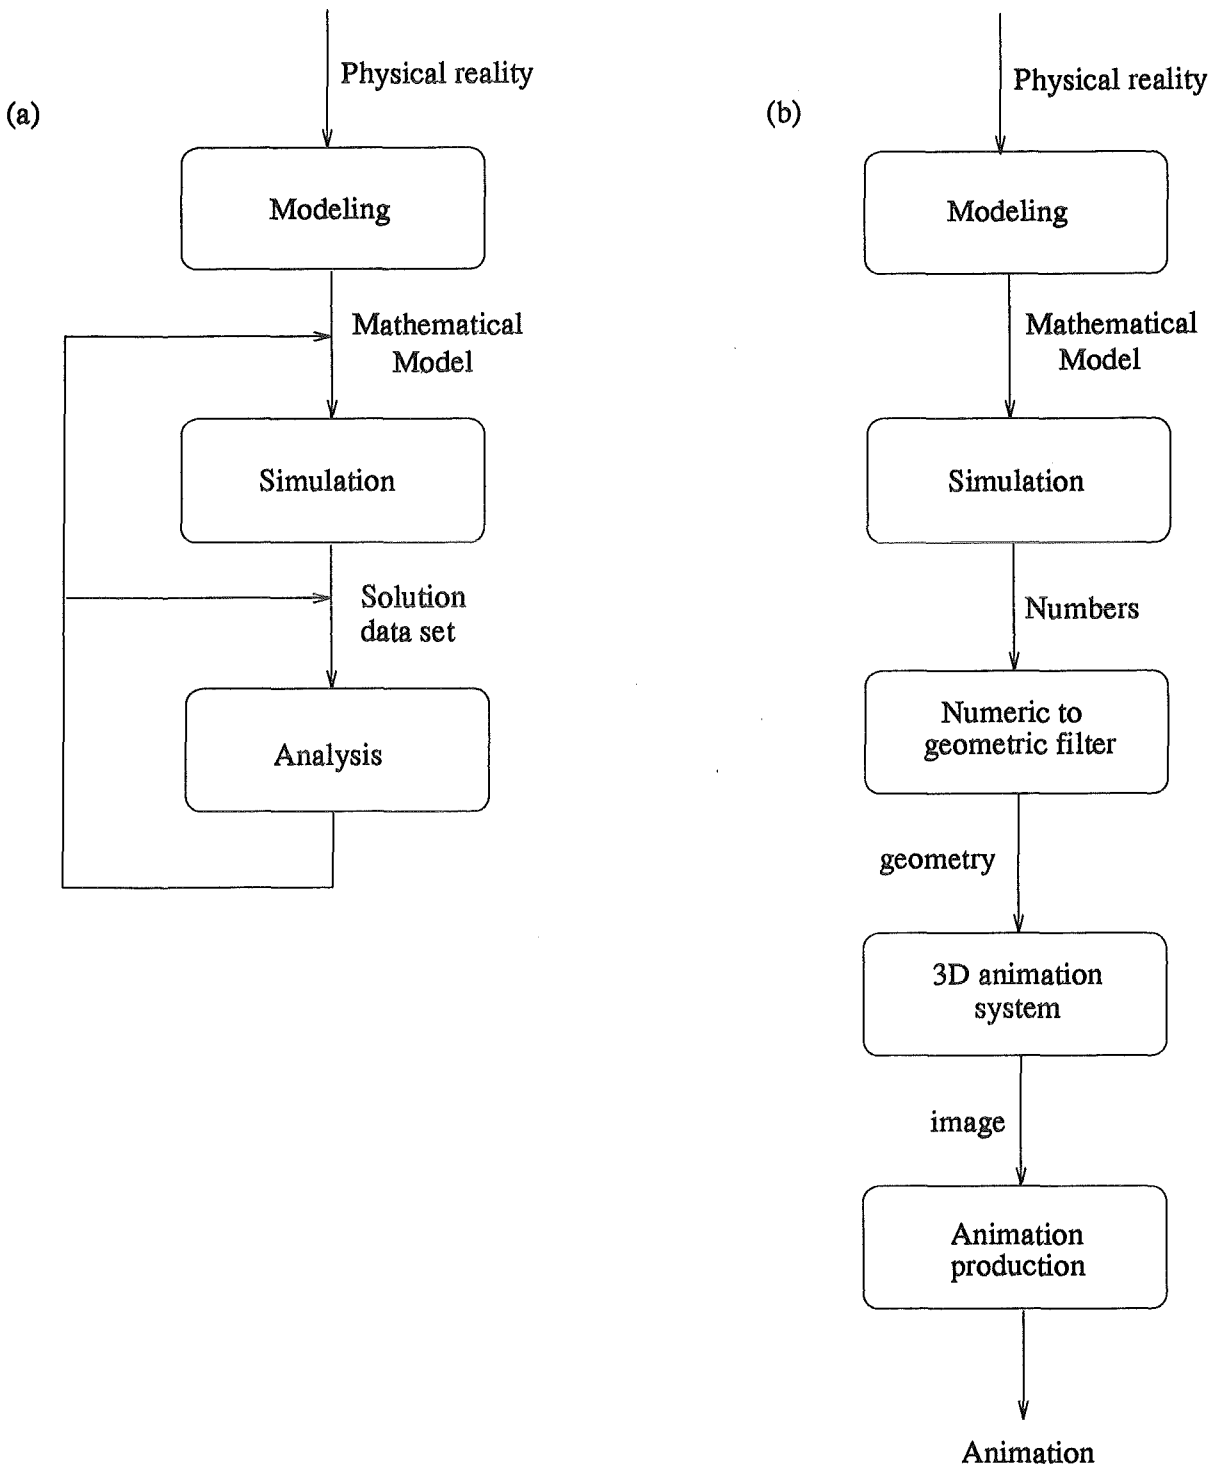 (a)
Physical reality
Modeling
Mathematical
Model
Simulation
Solution
data set
Analysis
(b)
Physical reality
Modeling
Mathematical
Model
Simulation
Numbers
Numeric to
geometric filter
geometry
3D animation
system
image
Animation
production
Animation